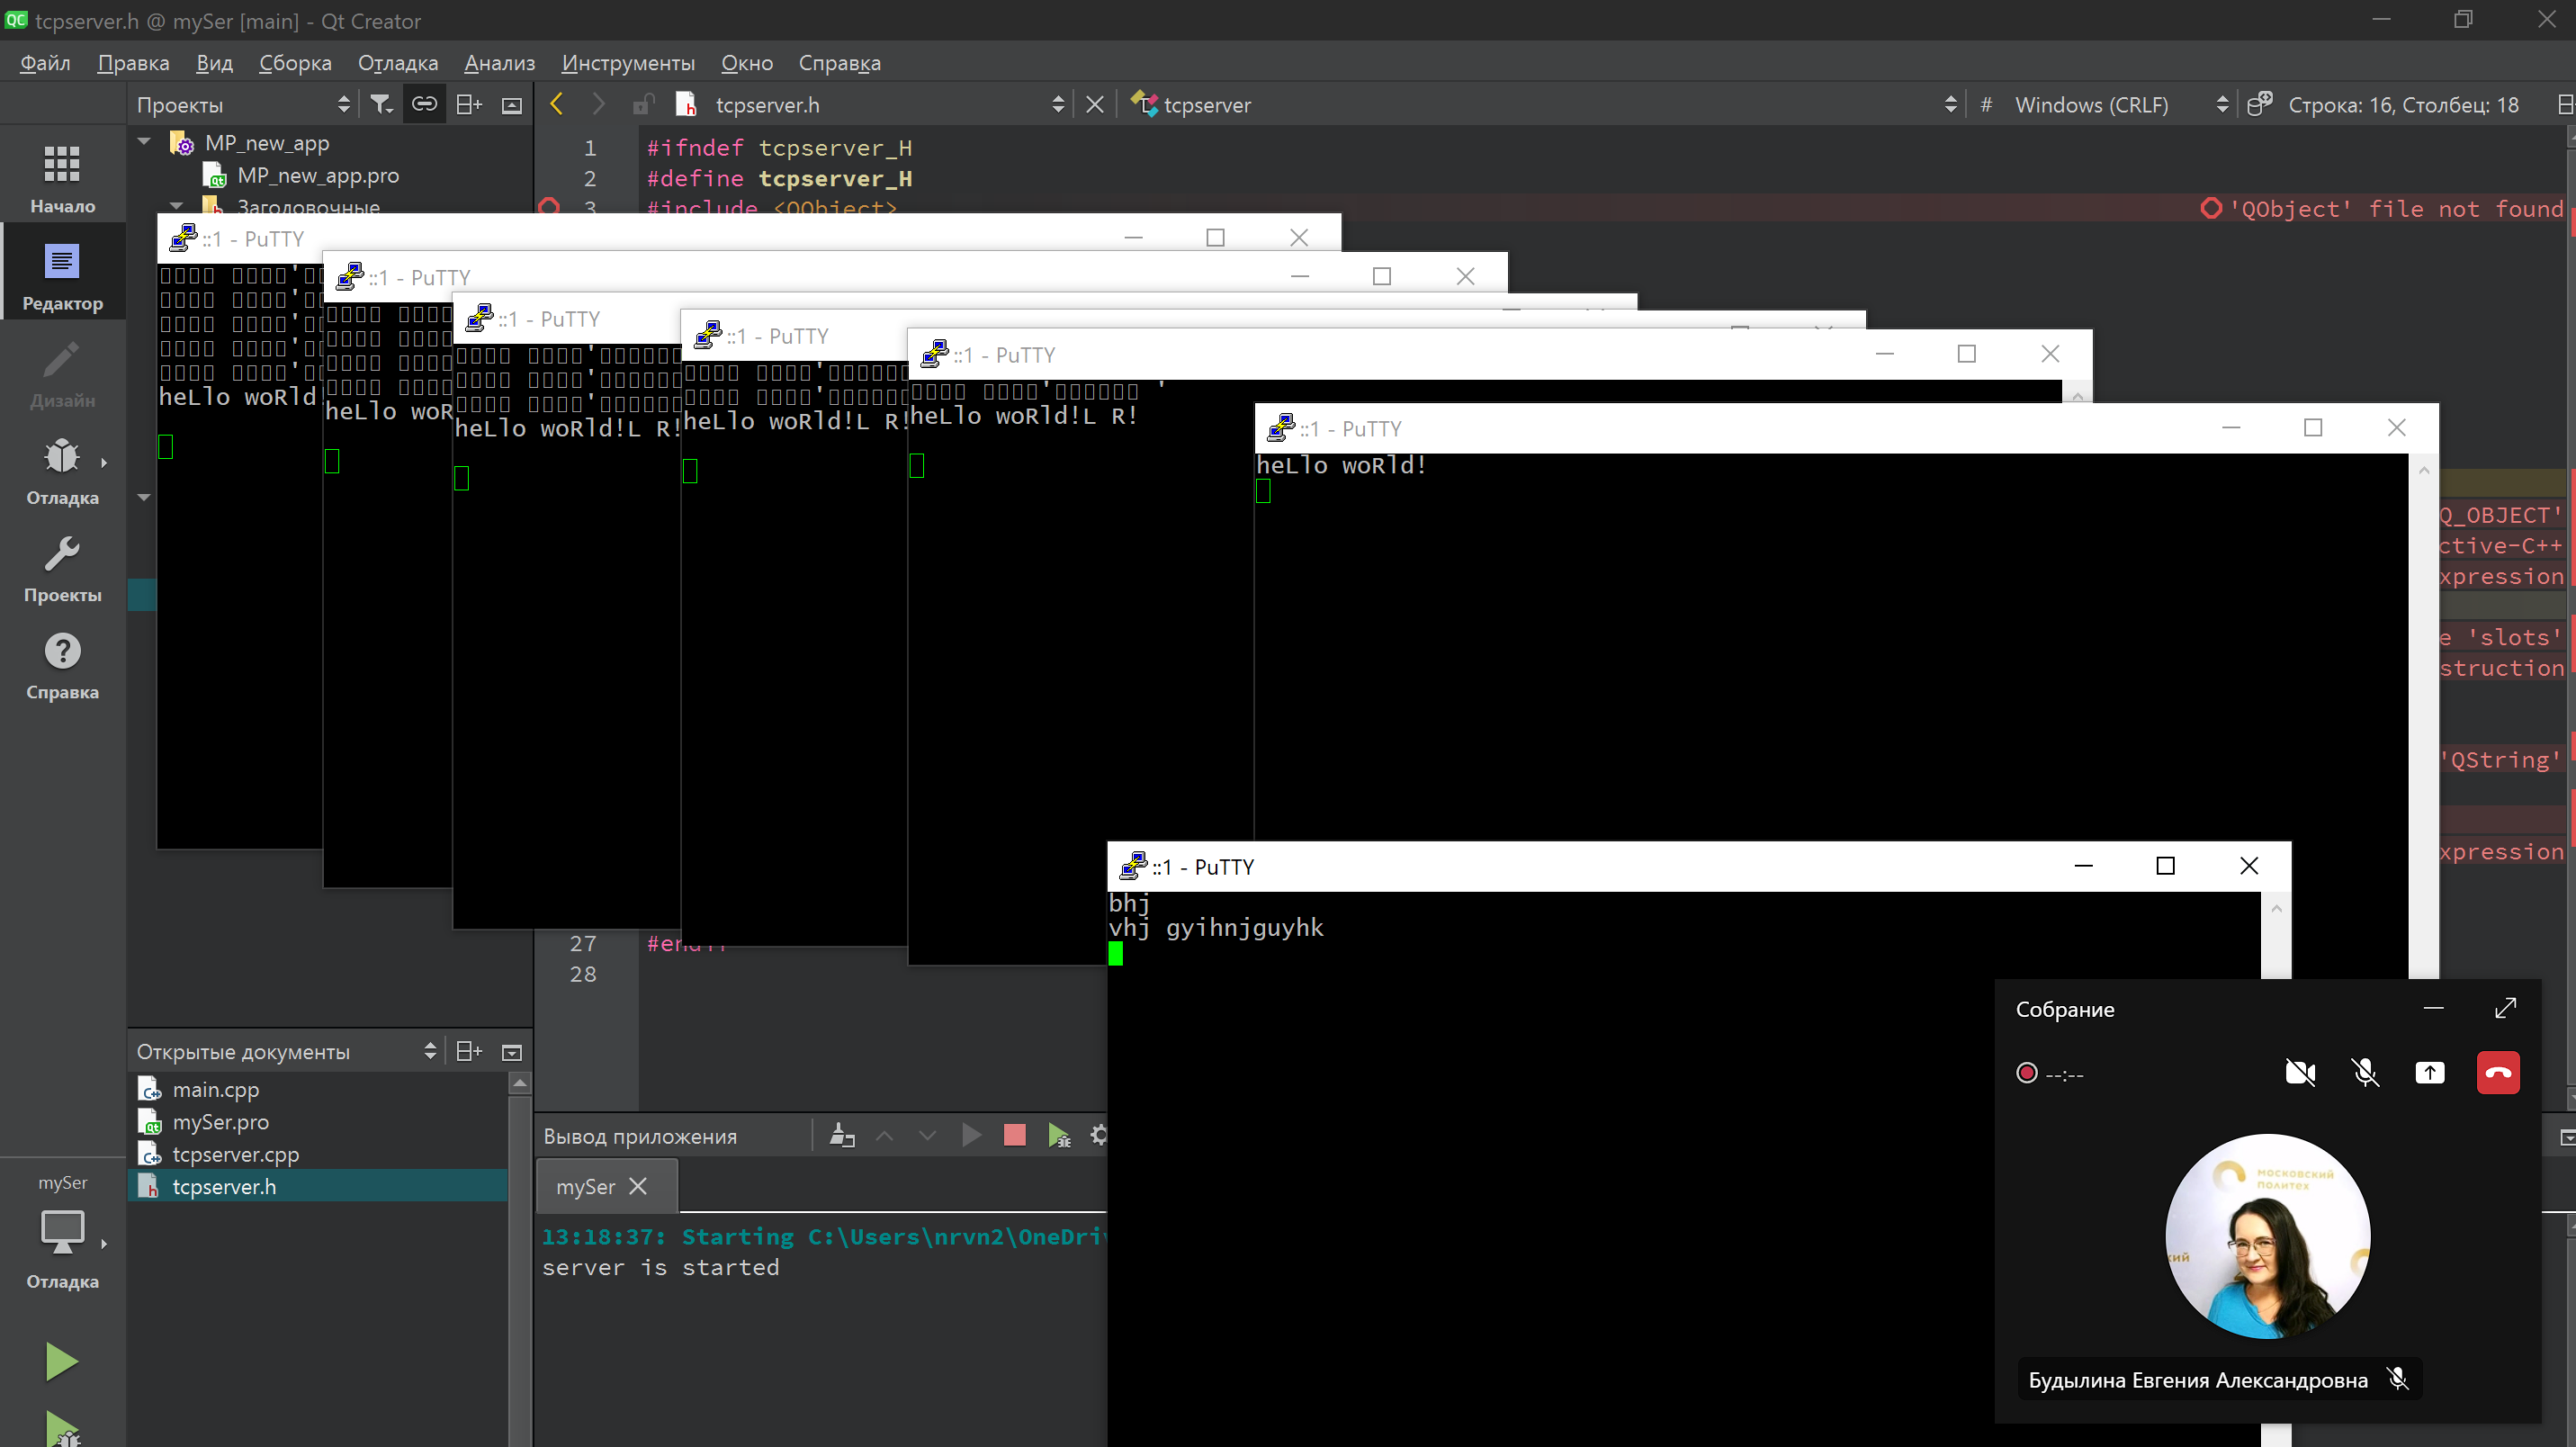 tcpserver.h @ mySer [main] - Qt Creator
Файл Правка Вид Сборка Отладка Анализ Инструменты Окно Справка
Проекты
tcpserver.h
tcpserver
# Windows (CRLF)
Строка: 16, Столбец: 18
MP_new_app
MP_new_app.pro
Заголовочные
Начало
Редактор
Дизайн
Отладка
Проекты
Справка
1 #ifndef tcpserver_H
2 #define tcpserver_H
3 #include <QObject>
'QObject' file not found
Q_OBJECT'
ctive-C++
xpression
e 'slots'
struction
'QString'
xpression
27
28
::1 - PuTTY
heLlo woRld
::1 - PuTTY
heLlo woR
::1 - PuTTY
heLlo woRld!L R!
::1 - PuTTY
heLlo woRld!L R!
::1 - PuTTY
heLlo woRld!L R!
::1 - PuTTY
heLlo woRld!
::1 - PuTTY
bhj
vhj gyihnjguyhk
Открытые документы
main.cpp
mySer.pro
tcpserver.cpp
tcpserver.h
mySer
Отладка
Вывод приложения
mySer
13:18:37: Starting C:\Users\nrvn2\OneDri
server is started
Собрание
--:--
московский
политех
кий
Будылина Евгения Александровна